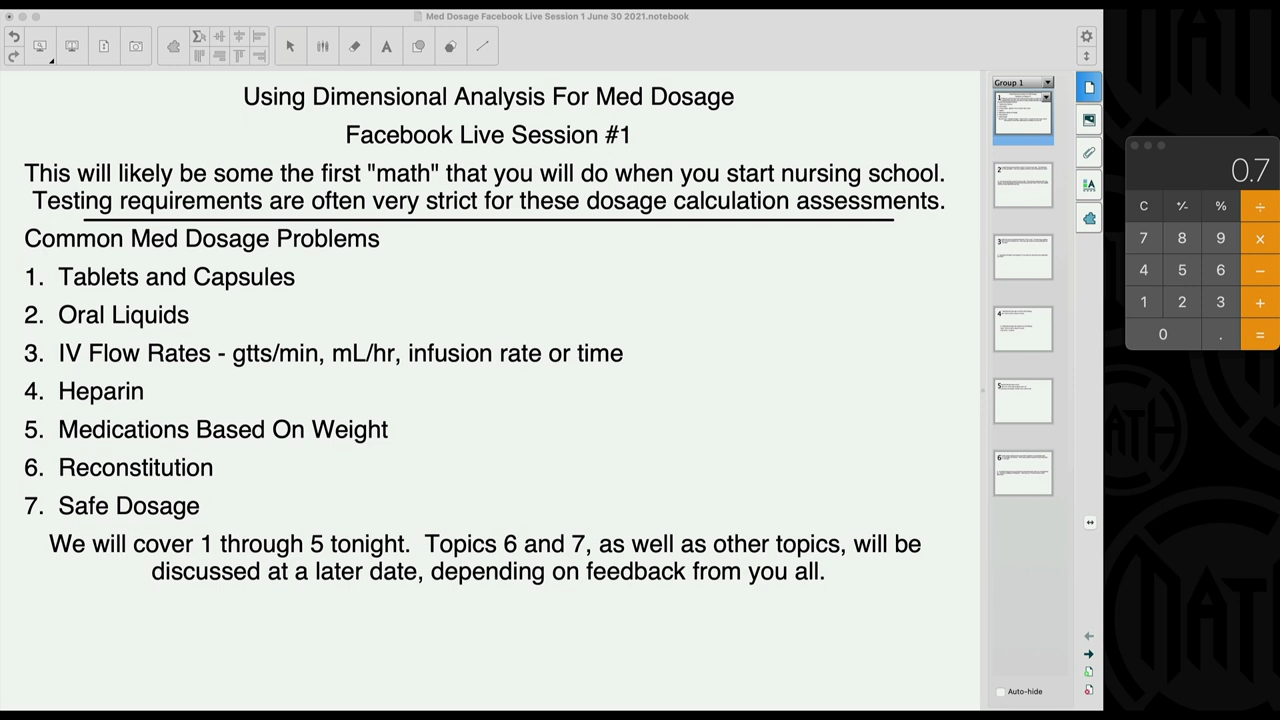 Med Dosage Facebook Live Session 1 June 30 2021.notebook
Using Dimensional Analysis For Med Dosage
Facebook Live Session #1
This will likely be some the first "math" that you will do when you start nursing school.
Testing requirements are often very strict for these dosage calculation assessments.
Common Med Dosage Problems
1. Tablets and Capsules
2. Oral Liquids
3. IV Flow Rates - gtts/min, mL/hr, infusion rate or time
4. Heparin
5. Medications Based On Weight
6. Reconstitution
7. Safe Dosage
We will cover 1 through 5 tonight. Topics 6 and 7, as well as other topics, will be
discussed at a later date, depending on feedback from you all.
Group 1
1
2
3
4
5
6
Auto-hide
0.7
C +/- % ÷
7 8 9 ×
4 5 6 −
1 2 3 +
0 . =